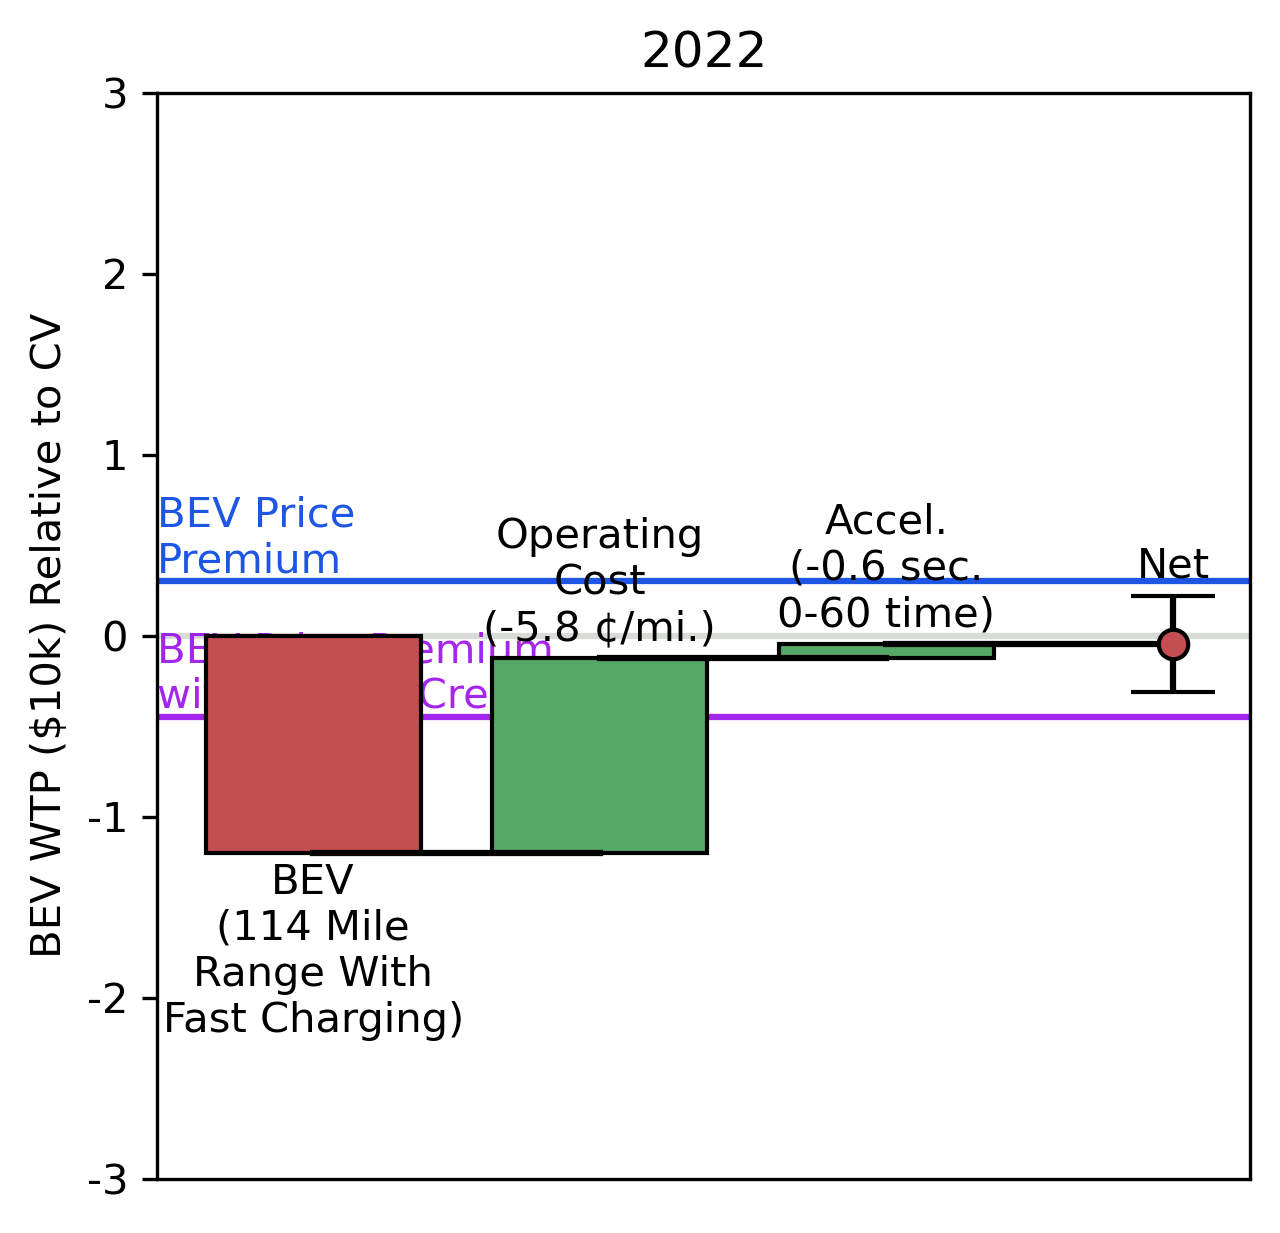 2022
BEV WTP ($10k) Relative to CV
3
2
1
0
-1
-2
-3
BEV Price
Premium
Operating
Cost
(-5.8 ¢/mi.)
Accel.
(-0.6 sec.
0-60 time)
Net
BEV
(114 Mile
Range With
Fast Charging)